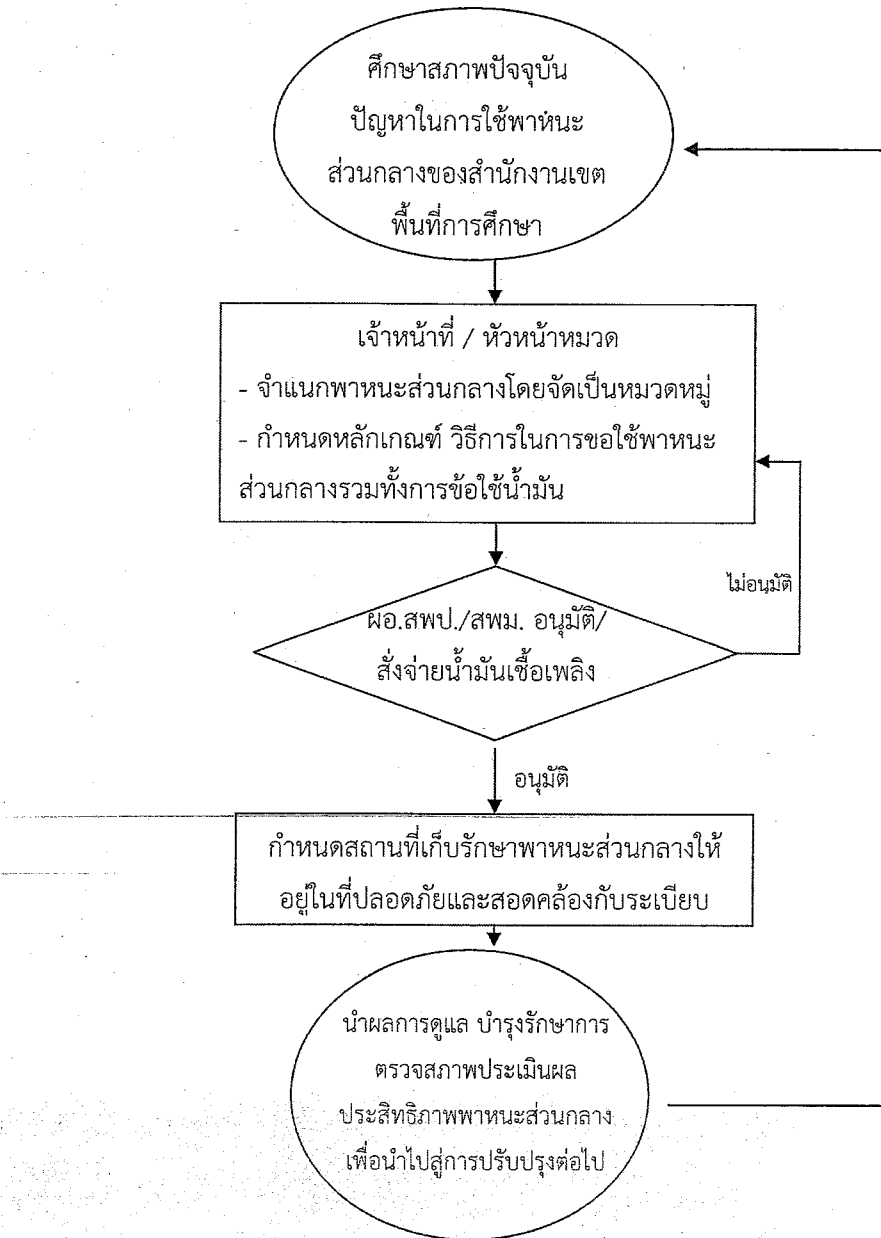 ศึกษาสภาพปัจจุบัน
ปัญหาในการใช้พาหนะ
ส่วนกลางของสำนักงานเขต
พื้นที่การศึกษา
เจ้าหน้าที่ / หัวหน้าหมวด
- จำแนกพาหนะส่วนกลางโดยจัดเป็นหมวดหมู่
- กำหนดหลักเกณฑ์ วิธีการในการขอใช้พาหนะ
ส่วนกลางรวมทั้งการข้อใช้น้ำมัน
ไม่อนุมัติ
ผอ.สพป./สพม. อนุมัติ/
สั่งจ่ายน้ำมันเชื้อเพลิง
อนุมัติ
กำหนดสถานที่เก็บรักษาพาหนะส่วนกลางให้
อยู่ในที่ปลอดภัยและสอดคล้องกับระเบียบ
นำผลการดูแล บำรุงรักษาการ
ตรวจสภาพประเมินผล
ประสิทธิภาพพาหนะส่วนกลาง
เพื่อนำไปสู่การปรับปรุงต่อไป